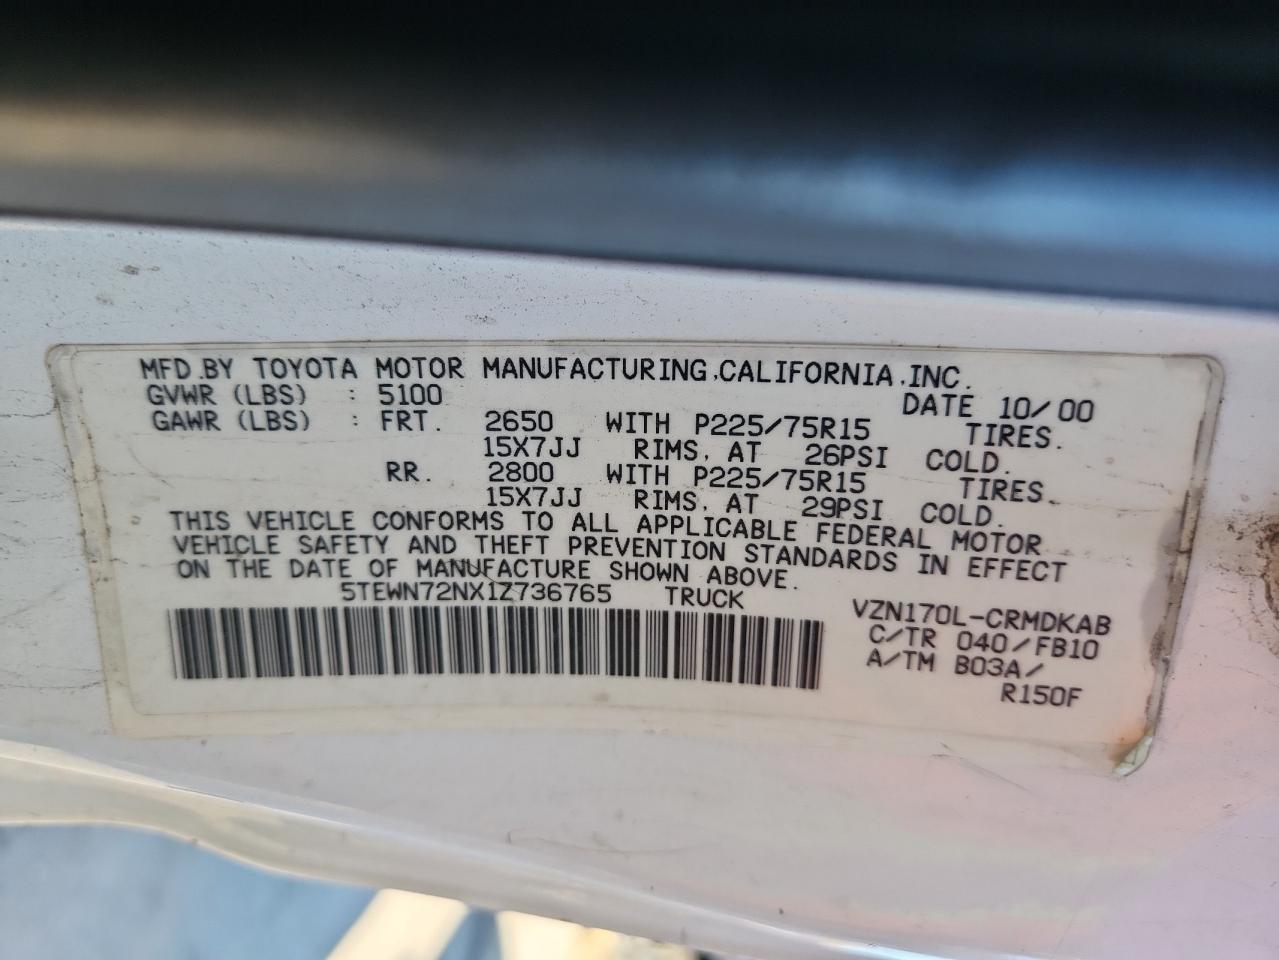 MFD.BY TOYOTA MOTOR MANUFACTURING,CALIFORNIA,INC.
GVWR (LBS) : 5100 DATE 10/00
GAWR (LBS) : FRT. 2650 WITH P225/75R15 TIRES.
15X7JJ RIMS, AT 26PSI COLD.
RR. 2800 WITH P225/75R15 TIRES.
15X7JJ RIMS, AT 29PSI COLD.
THIS VEHICLE CONFORMS TO ALL APPLICABLE FEDERAL MOTOR
VEHICLE SAFETY AND THEFT PREVENTION STANDARDS IN EFFECT
ON THE DATE OF MANUFACTURE SHOWN ABOVE.
5TEWN72NX1Z736765 TRUCK
VZN170L-CRMDKAB
C/TR 040/FB10
A/TM B03A/
R150F